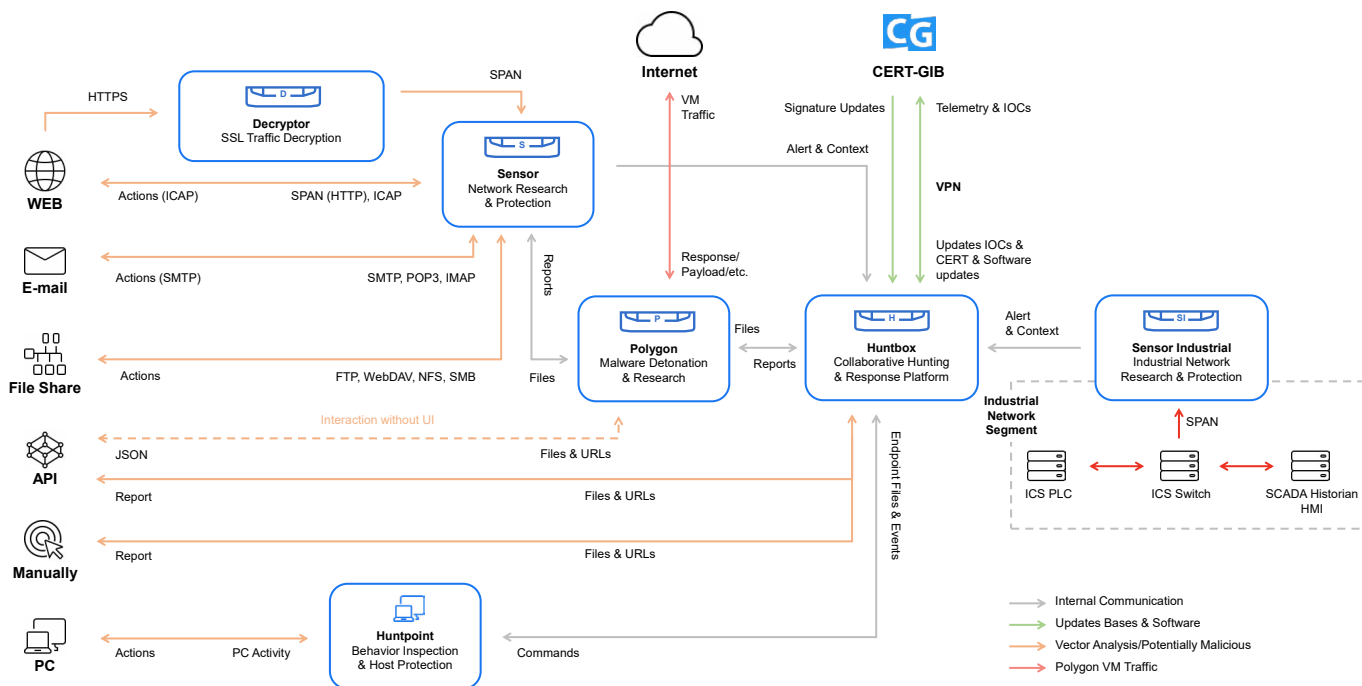 CG
Internet
CERT-GIB
SPAN
HTTPS
D
Decryptor
SSL Traffic Decryption
VM
Traffic
Signature Updates
Telemetry & IOCs
S
Sensor
Network Research
& Protection
Alert & Context
WEB
Actions (ICAP)
SPAN (HTTP), ICAP
VPN
E-mail
Actions (SMTP)
SMTP, POP3, IMAP
Reports
Response/
Payload/etc.
Updates IOCs &
CERT & Software
updates
P
Polygon
Malware Detonation
& Research
Files
Reports
H
Huntbox
Collaborative Hunting
& Response Platform
Alert
& Context
SI
Sensor Industrial
Industrial Network
Research & Protection
File Share
Actions
FTP, WebDAV, NFS, SMB
Files
Industrial
Network
Segment
SPAN
Interaction without UI
API
JSON
Files & URLs
Endpoint Files & Events
ICS PLC
ICS Switch
SCADA Historian
HMI
Report
Files & URLs
Manually
Report
Files & URLs
PC
Actions
PC Activity
Huntpoint
Behavior Inspection
& Host Protection
Commands
Internal Communication
Updates Bases & Software
Vector Analysis/Potentially Malicious
Polygon VM Traffic